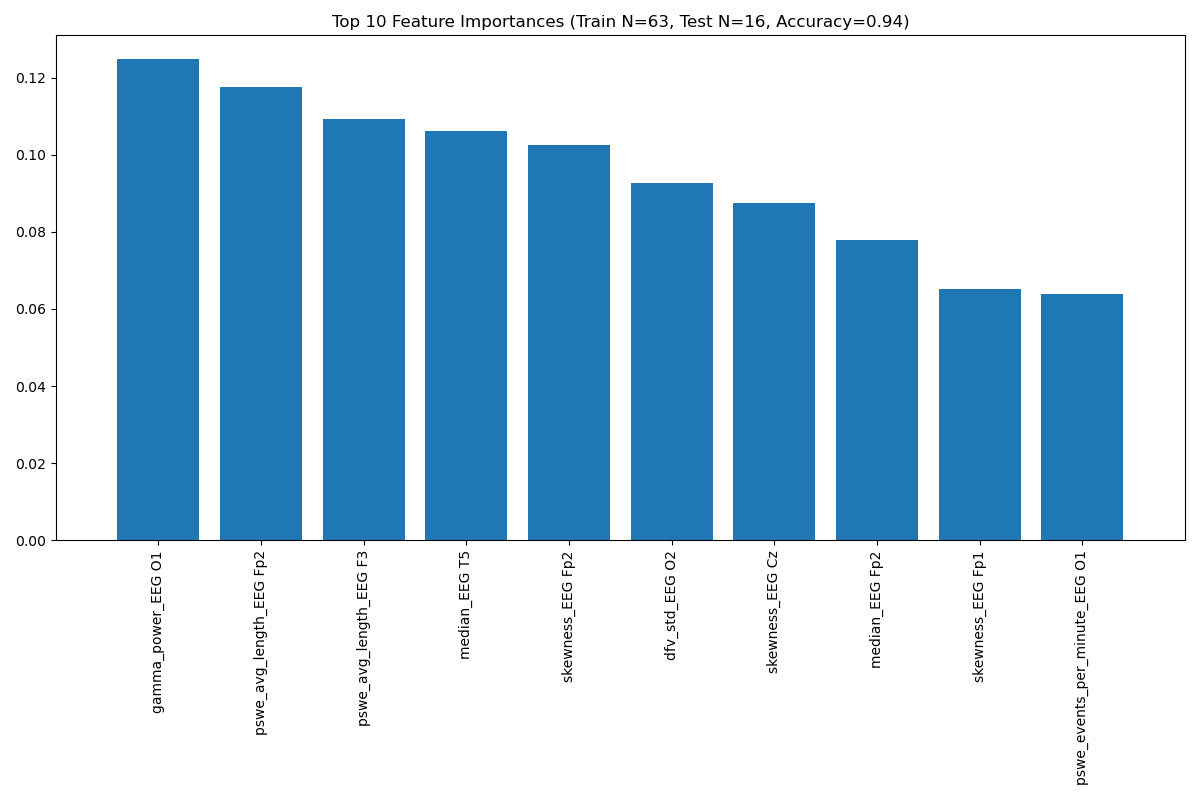 Top 10 Feature Importances (Train N=63, Test N=16, Accuracy=0.94)
0.12
0.10
0.08
0.06
0.04
0.02
0.00
gamma_power_EEG O1
pswe_avg_length_EEG Fp2
pswe_avg_length_EEG F3
median_EEG T5
skewness_EEG Fp2
dfv_std_EEG O2
skewness_EEG Cz
median_EEG Fp2
skewness_EEG Fp1
pswe_events_per_minute_EEG O1